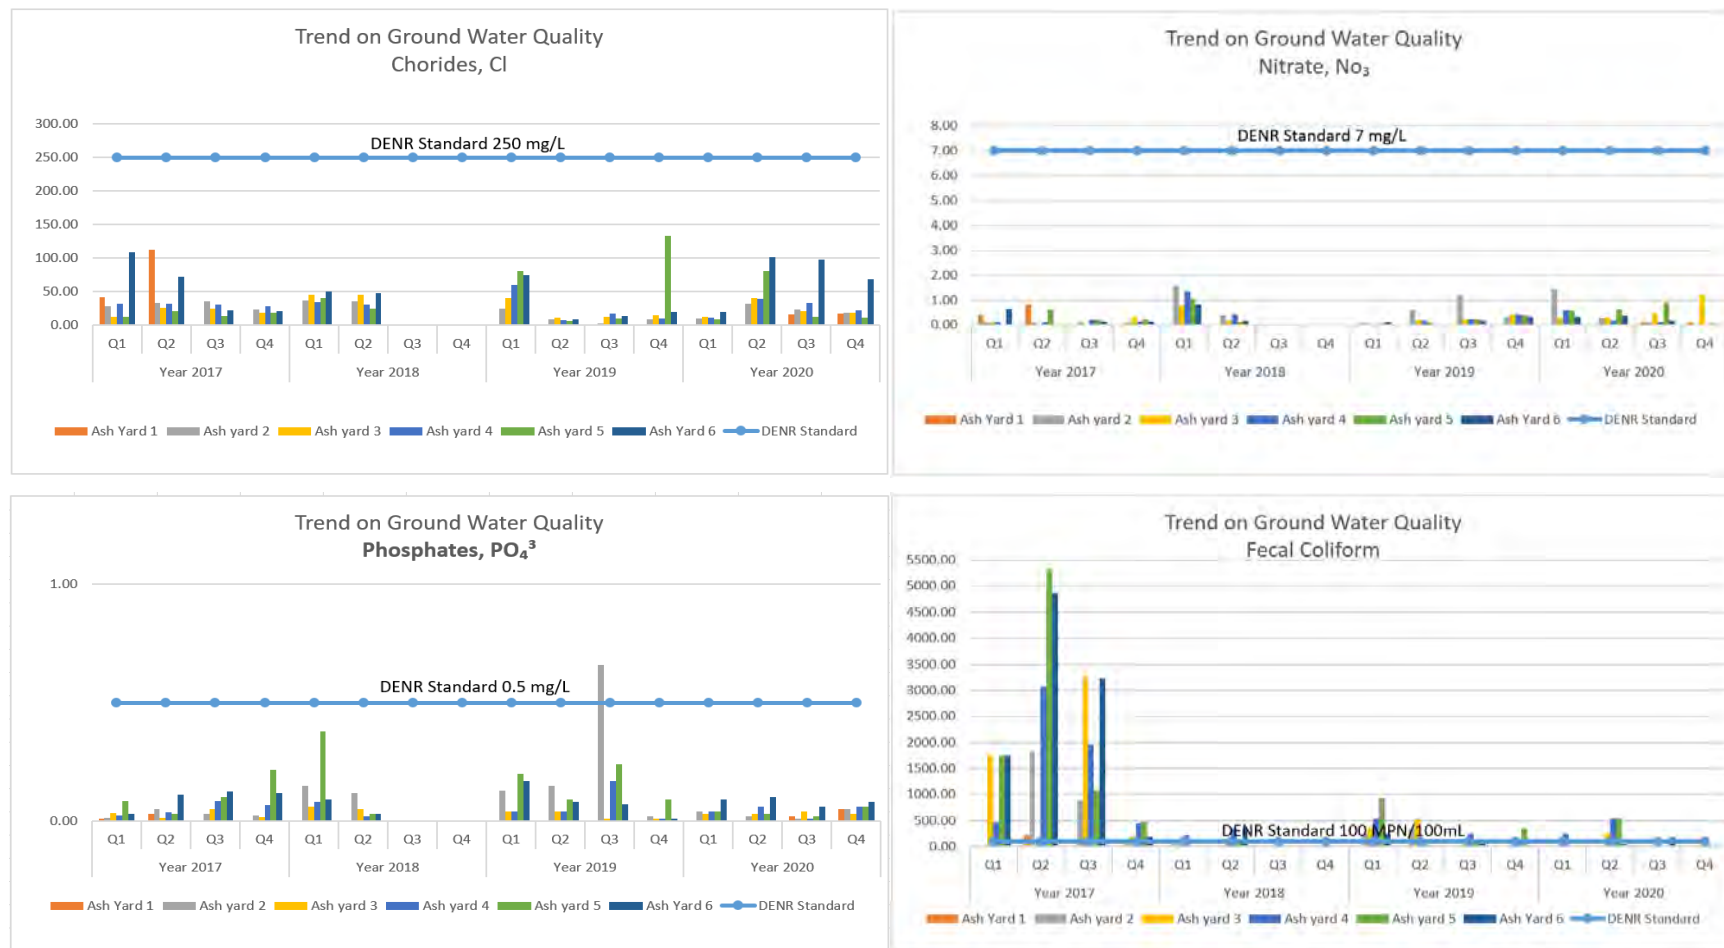 Trend on Ground Water Quality
Chorides, Cl
300.00
250.00
200.00
150.00
100.00
50.00
0.00
DENR Standard 250 mg/L
Q1 Q2 Q3 Q4 Q1 Q2 Q3 Q4 Q1 Q2 Q3 Q4 Q1 Q2 Q3 Q4
Year 2017 Year 2018 Year 2019 Year 2020
Ash Yard 1 Ash yard 2 Ash yard 3 Ash yard 4 Ash yard 5 Ash Yard 6 DENR Standard
Trend on Ground Water Quality
Nitrate, No₃
8.00
7.00
6.00
5.00
4.00
3.00
2.00
1.00
0.00
DENR Standard 7 mg/L
Q1 Q2 Q3 Q4 Q1 Q2 Q3 Q4 Q1 Q2 Q3 Q4 Q1 Q2 Q3 Q4
Year 2017 Year 2018 Year 2019 Year 2020
Ash Yard 1 Ash yard 2 Ash yard 3 Ash yard 4 Ash yard 5 Ash Yard 6 DENR Standard
Trend on Ground Water Quality
Phosphates, PO₄³
1.00
0.00
DENR Standard 0.5 mg/L
Q1 Q2 Q3 Q4 Q1 Q2 Q3 Q4 Q1 Q2 Q3 Q4 Q1 Q2 Q3 Q4
Year 2017 Year 2018 Year 2019 Year 2020
Ash Yard 1 Ash yard 2 Ash yard 3 Ash yard 4 Ash yard 5 Ash Yard 6 DENR Standard
Trend on Ground Water Quality
Fecal Coliform
5500.00
5000.00
4500.00
4000.00
3500.00
3000.00
2500.00
2000.00
1500.00
1000.00
500.00
0.00
DENR Standard 100 MPN/100mL
Q1 Q2 Q3 Q4 Q1 Q2 Q3 Q4 Q1 Q2 Q3 Q4 Q1 Q2 Q3 Q4
Year 2017 Year 2018 Year 2019 Year 2020
Ash Yard 1 Ash yard 2 Ash yard 3 Ash yard 4 Ash yard 5 Ash Yard 6 DENR Standard